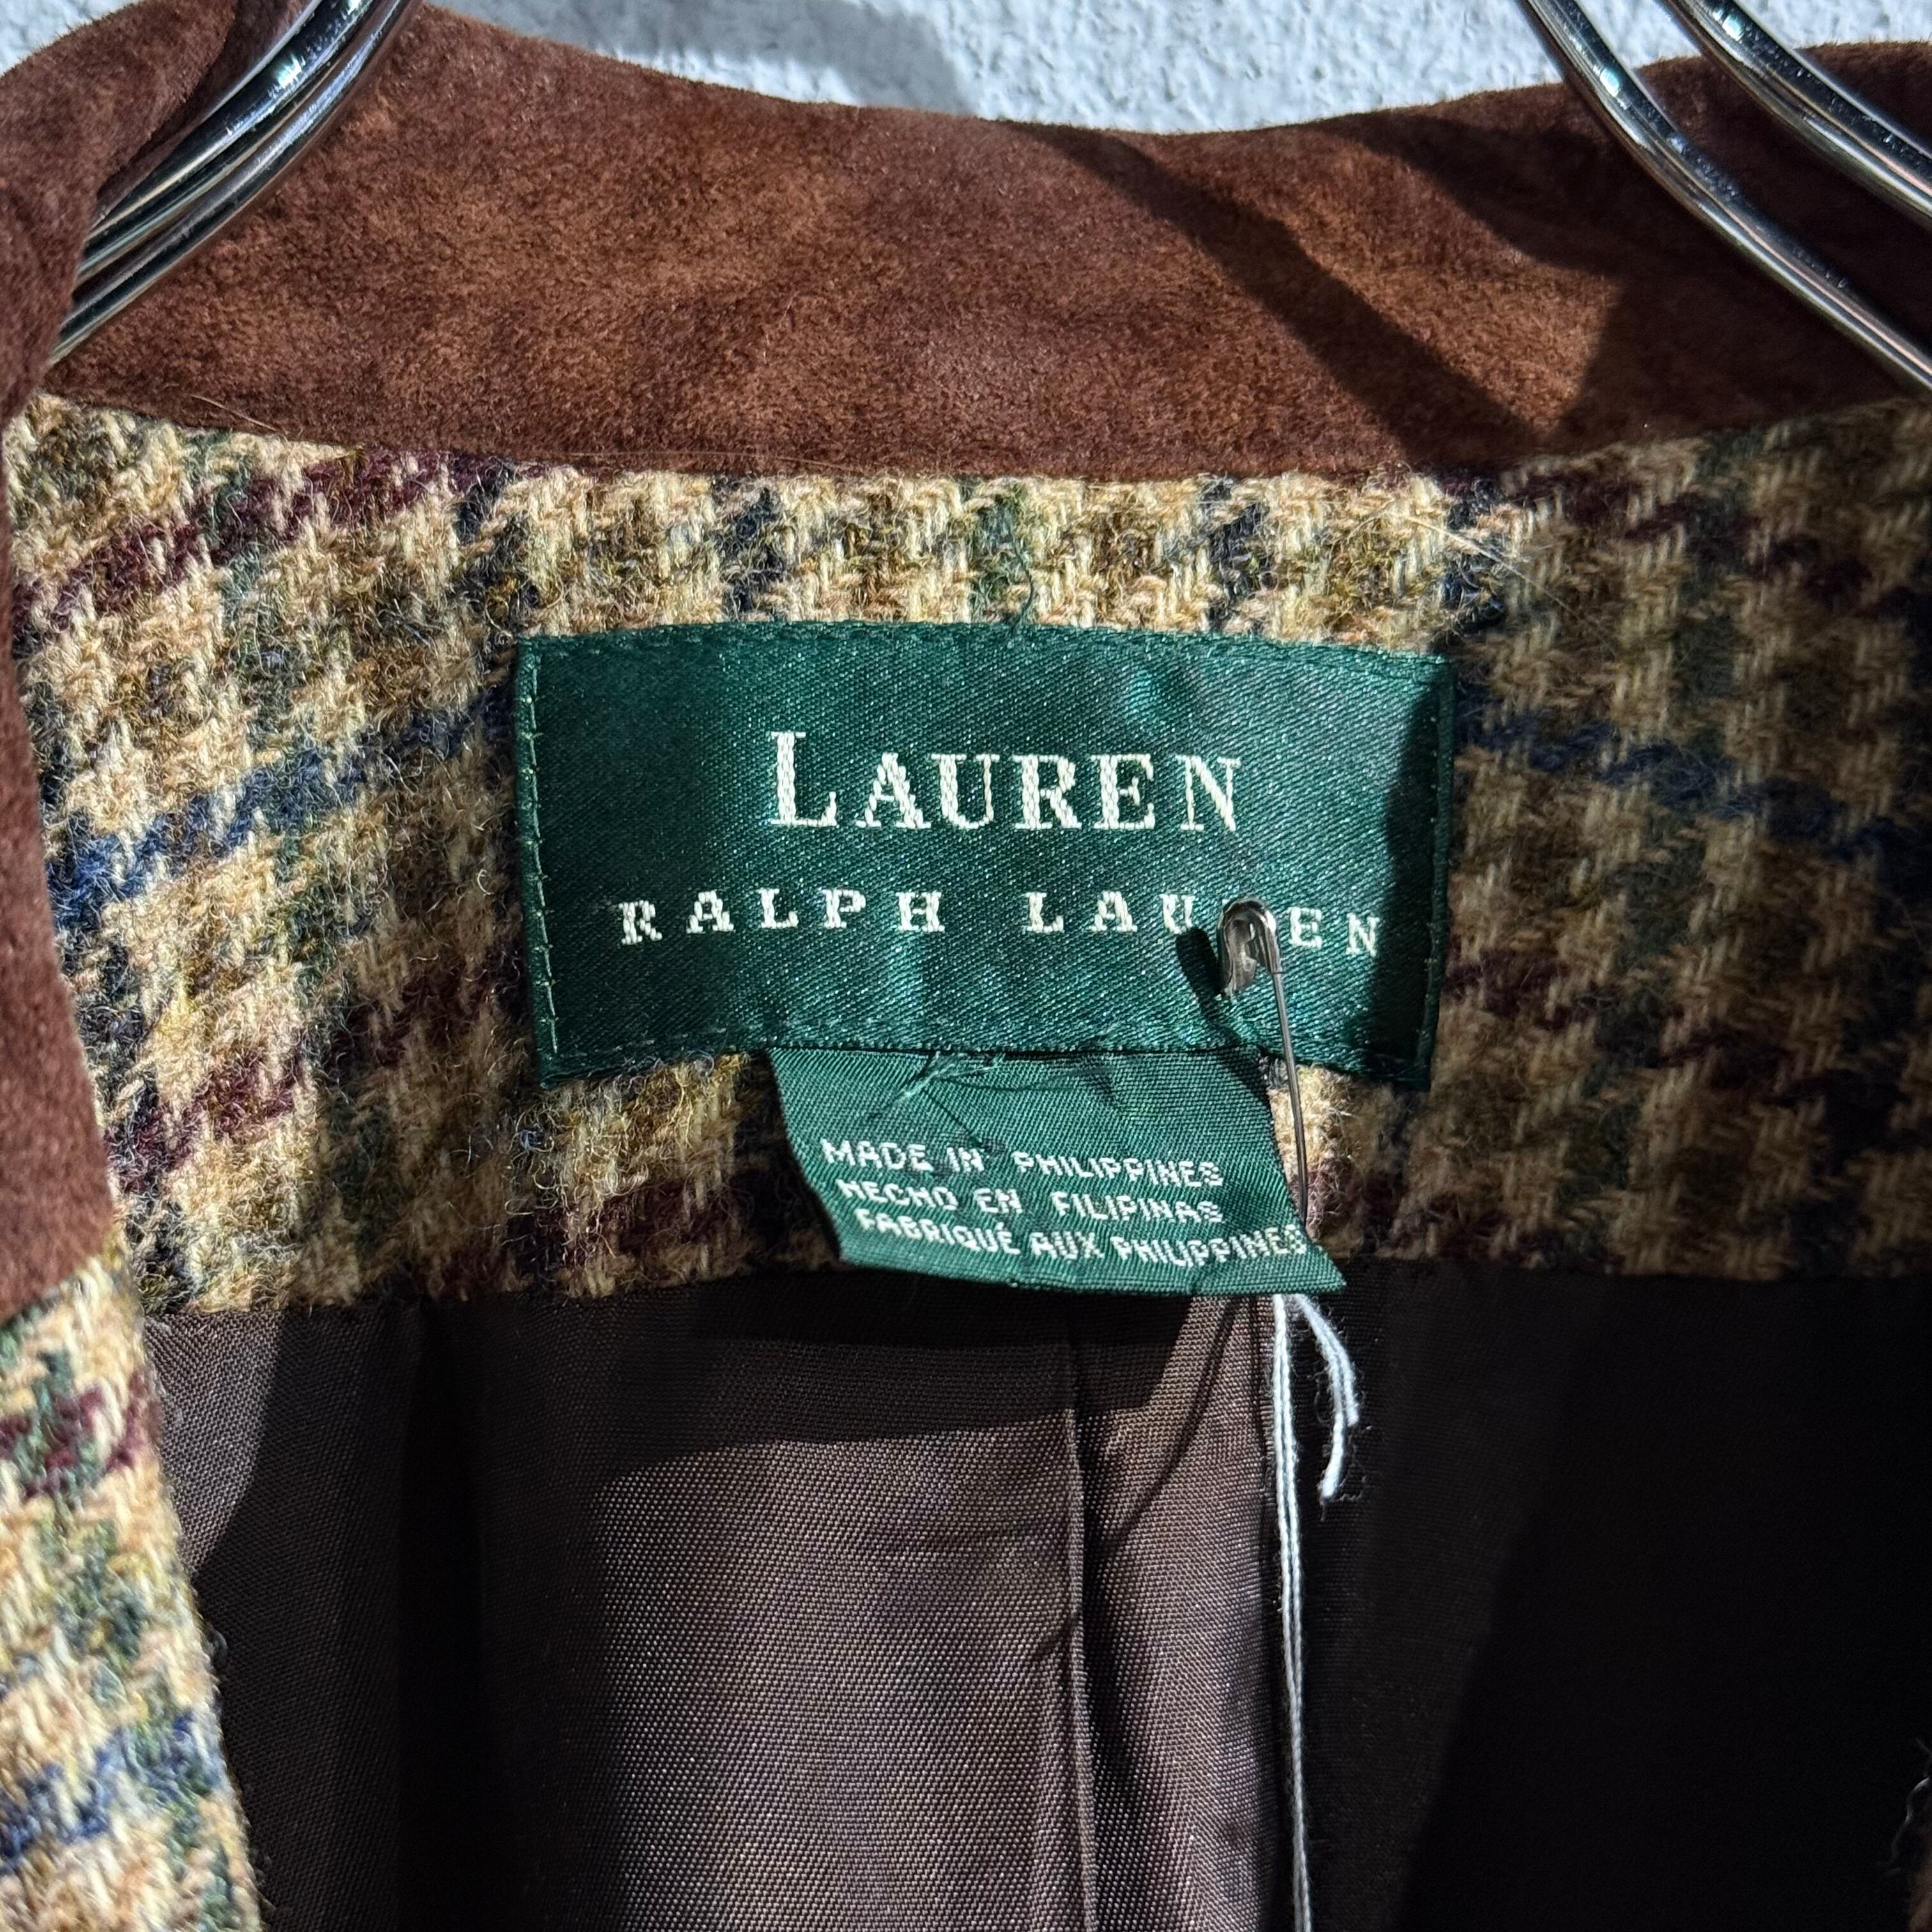 LAUREN
RALPH LAUREN
MADE IN PHILIPPINES
HECHO EN FILIPINAS
FABRIQUÉ AUX PHILIPPINES